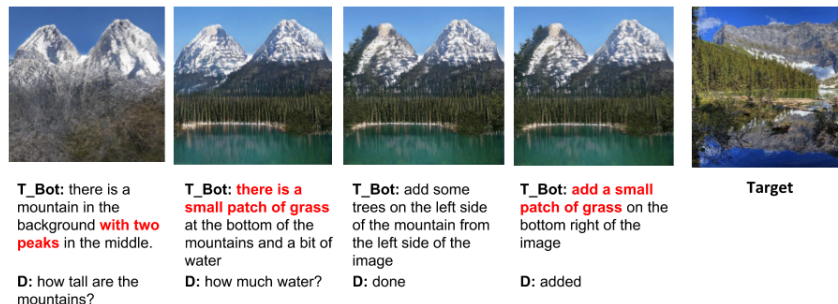 T_Bot: there is a
mountain in the
background with two
peaks in the middle.
D: how tall are the
mountains?
T_Bot: there is a
small patch of grass
at the bottom of the
mountains and a bit of
water
D: how much water?
T_Bot: add some
trees on the left side
of the mountain from
the left side of the
image
D: done
T_Bot: add a small
patch of grass on the
bottom right of the
image
D: added
Target